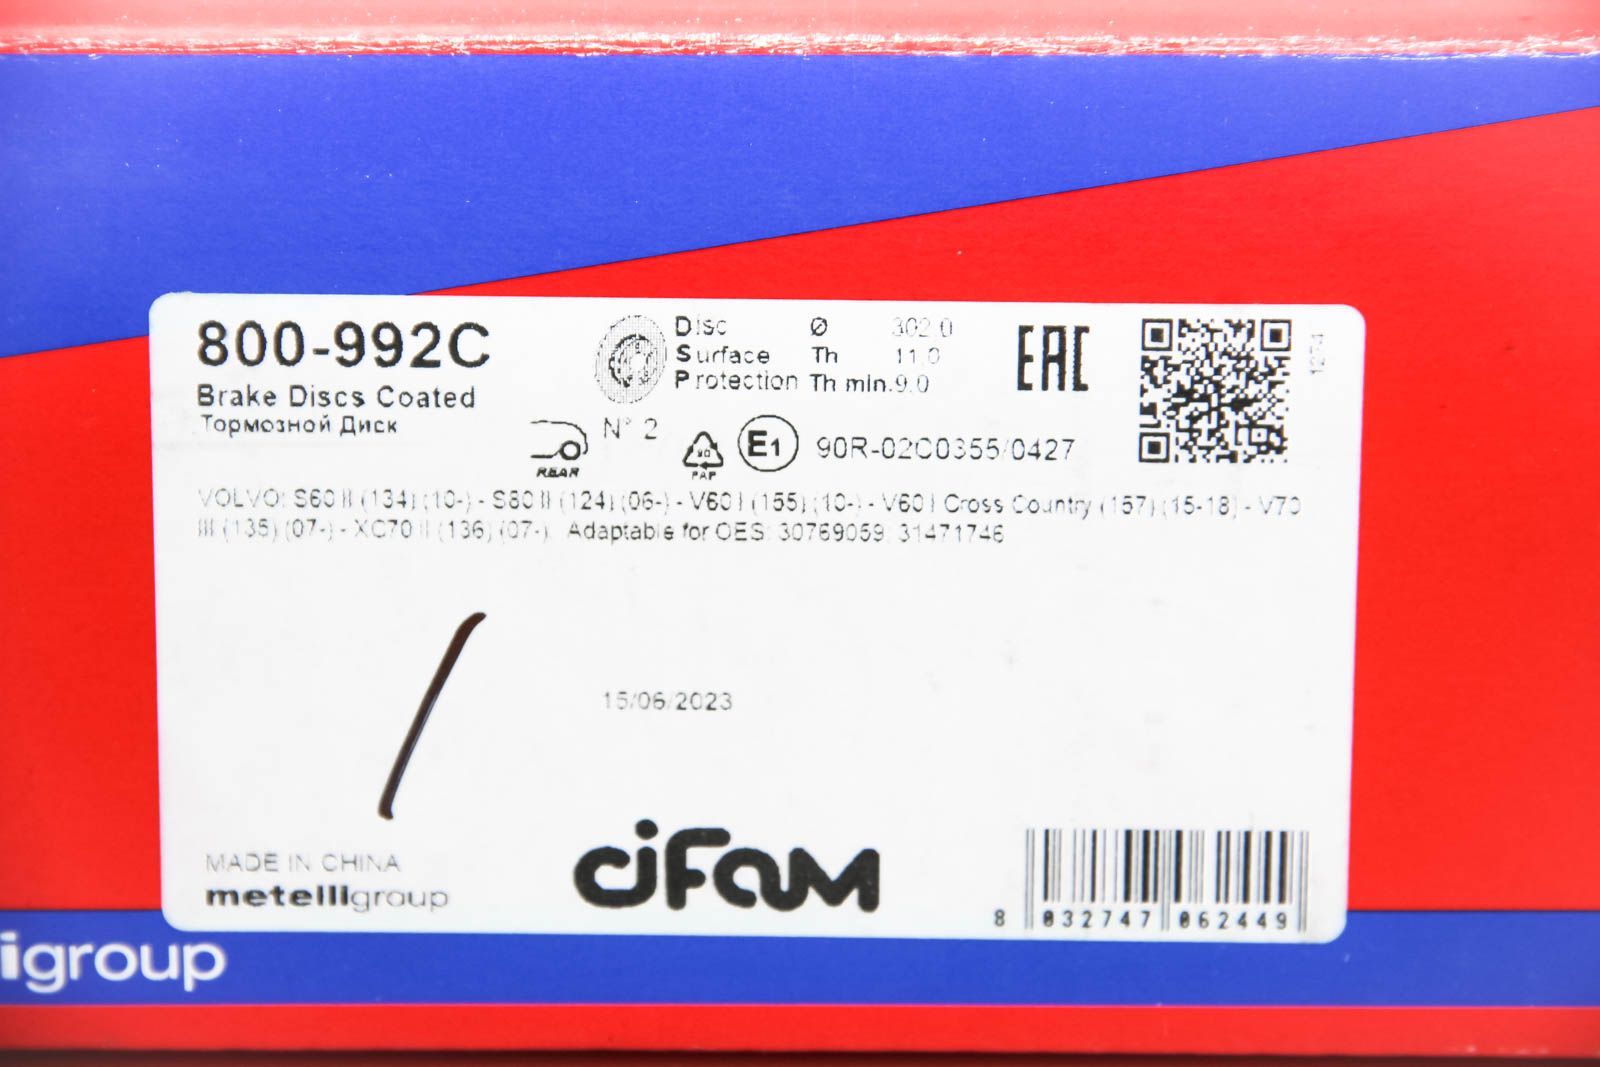 800-992C
Brake Discs Coated
Тормозной Диск
Disc Ø 302.0
Surface Th 11.0
Protection Th min.9.0
EAC
REAR
N° 2
PAP
E1
90R-02C0355/0427
VOLVO: S60 II (134) (10-) - S80 II (124) (06-) - V60 I (155) (10-) - V60 I Cross Country (157) (15-18) - V70
III (135) (07-) - XC70 II (136) (07-). Adaptable for OES: 30769059; 31471746
15/06/2023
MADE IN CHINA
metelligroup
CiFAM
8 032747 062449
igroup